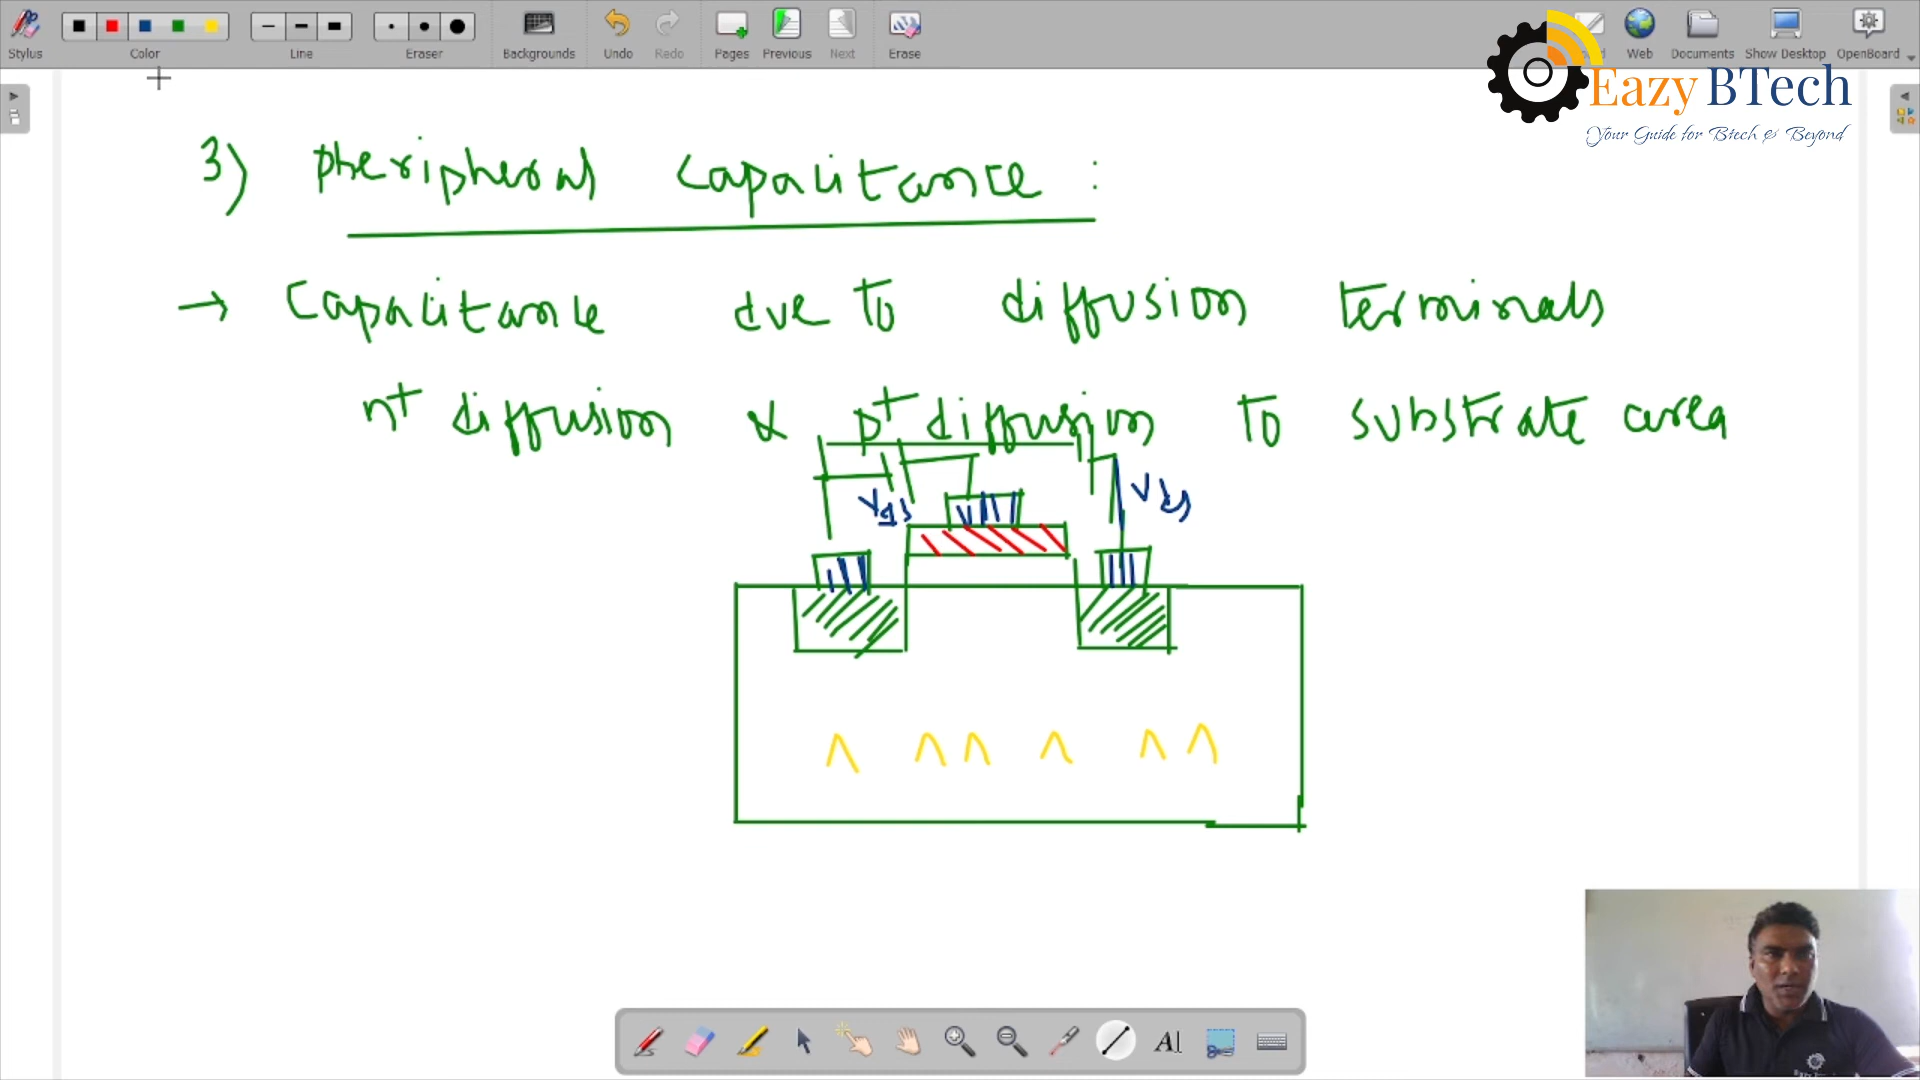 Stylus Color Line Eraser Backgrounds Undo Redo Pages Previous Next Erase Web Documents Show Desktop OpenBoard
Eazy BTech
Your Guide for Btech & Beyond
3) Pheripheral Capacitance :
→ Capacitance due to diffusion terminals
n+ diffusion & p+ diffusion to substrate area
Vgs
Vds